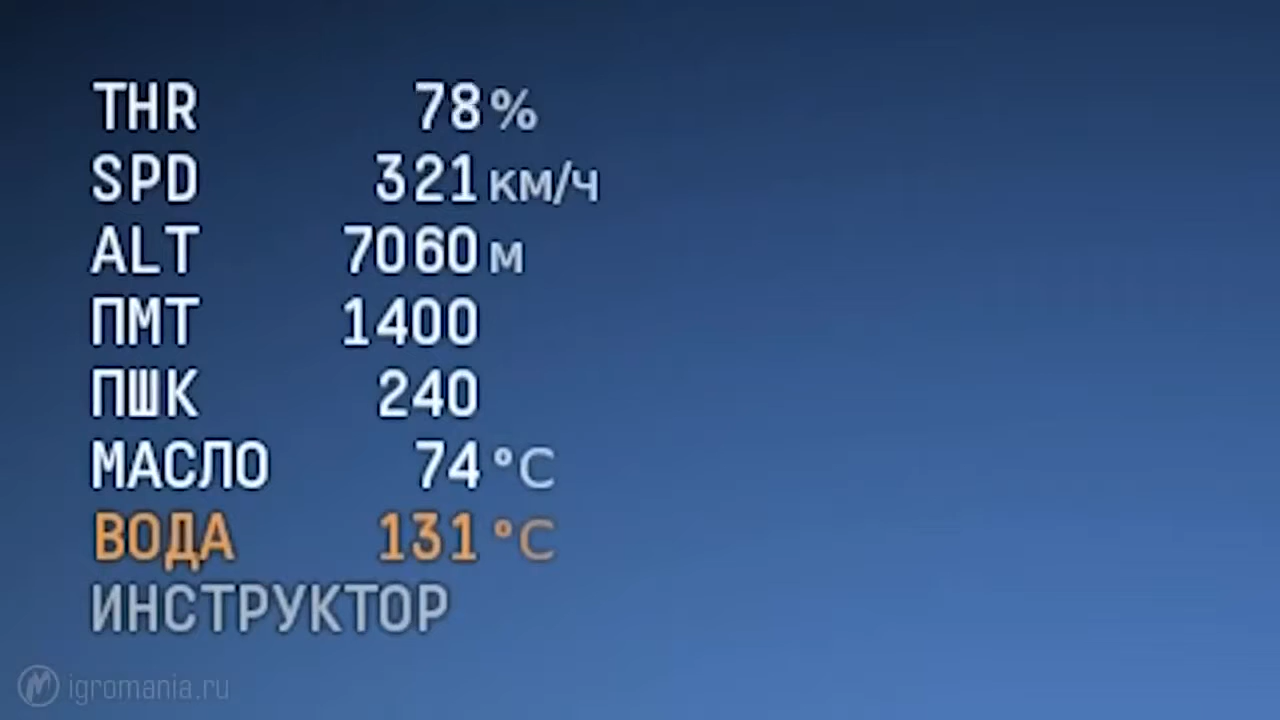 THR 78%
SPD 321 км/ч
ALT 7060 м
ПМТ 1400
ПШК 240
МАСЛО 74 °C
ВОДА 131 °C
ИНСТРУКТОР
igromania.ru